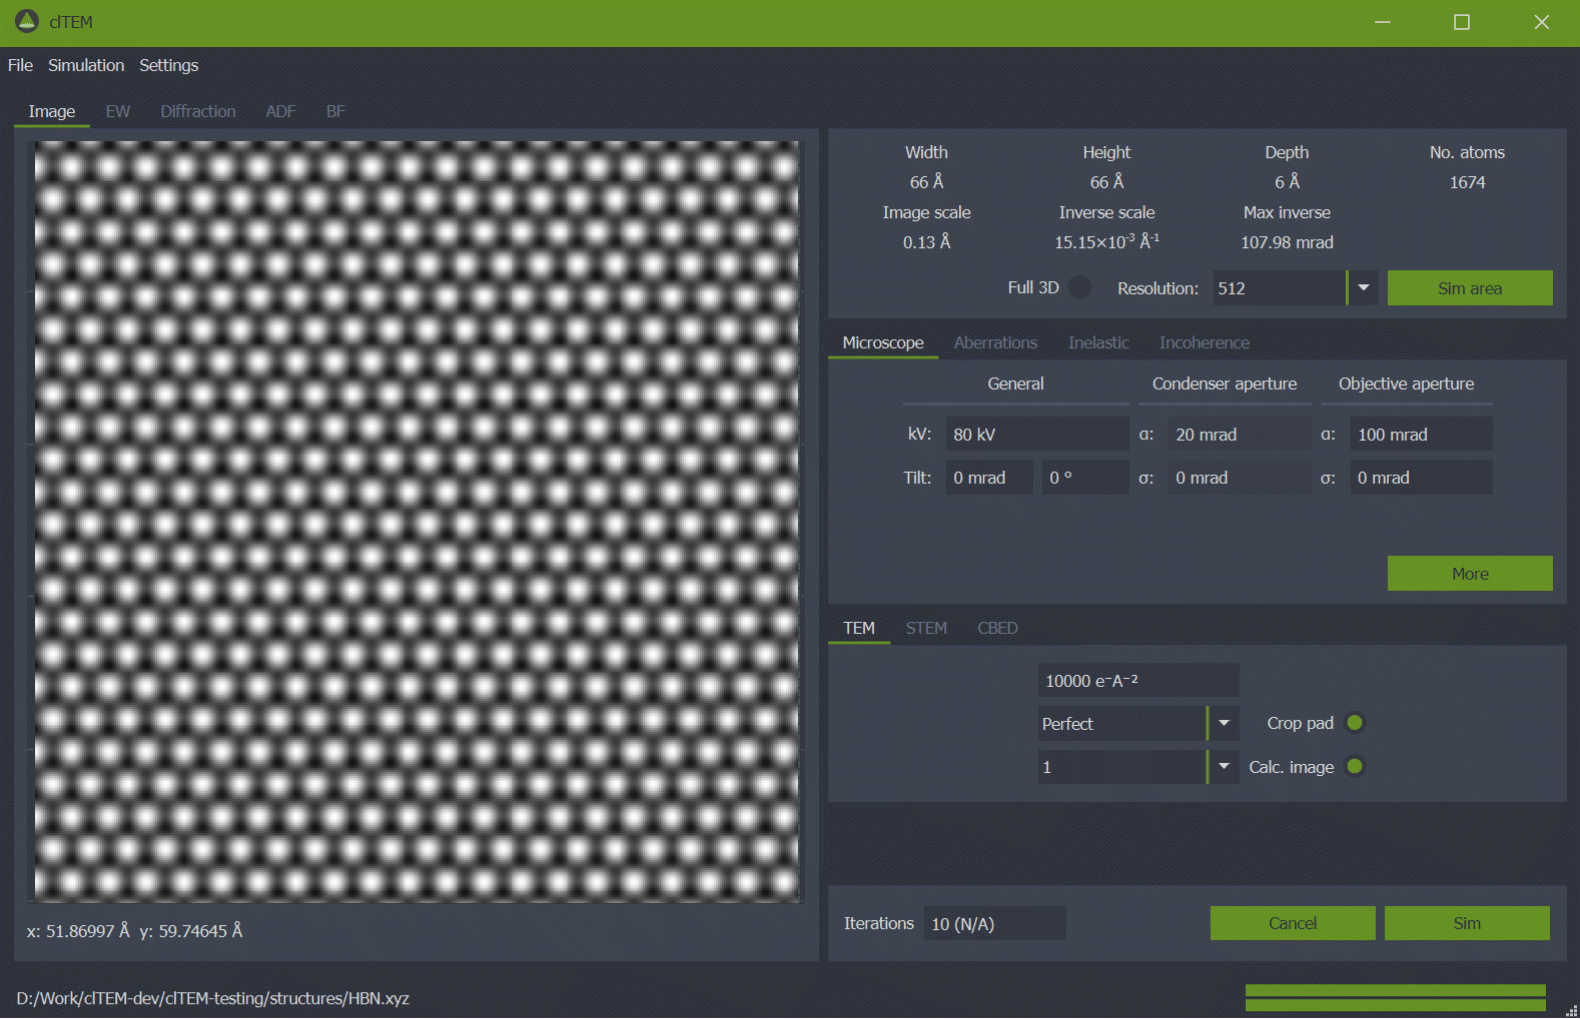 clTEM
File Simulation Settings
Image EW Diffraction ADF BF
Width Height Depth No. atoms
66 Å 66 Å 6 Å 1674
Image scale Inverse scale Max inverse
0.13 Å 15.15×10⁻³ Å⁻¹ 107.98 mrad
Full 3D Resolution: 512 Sim area
Microscope Aberrations Inelastic Incoherence
General Condenser aperture Objective aperture
kV: 80 kV α: 20 mrad α: 100 mrad
Tilt: 0 mrad 0 ° σ: 0 mrad σ: 0 mrad
More
TEM STEM CBED
10000 e⁻A⁻²
Perfect Crop pad
1 Calc. image
x: 51.86997 Å y: 59.74645 Å
Iterations 10 (N/A) Cancel Sim
D:/Work/clTEM-dev/clTEM-testing/structures/HBN.xyz